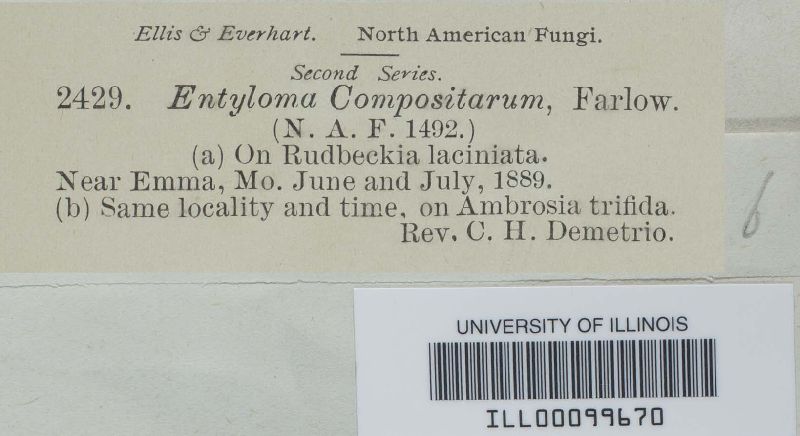 Ellis & Everhart. North American Fungi.
Second Series.
2429. Entyloma Compositarum, Farlow.
(N. A. F. 1492.)
(a) On Rudbeckia laciniata.
Near Emma, Mo. June and July, 1889.
(b) Same locality and time, on Ambrosia trifida.
Rev. C. H. Demetrio.
b
UNIVERSITY OF ILLINOIS
ILL00099670